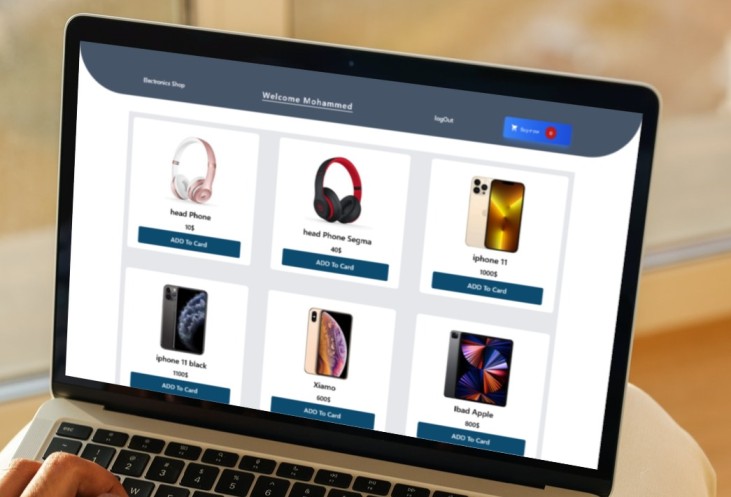 Electronics Shop
Welcome Mohammed
logOut
Buy now
0
head Phone
10$
ADD To Card
head Phone Segma
40$
ADD To Card
iphone 11
1000$
ADD To Card
iphone 11 black
1100$
ADD To Card
Xiamo
600$
ADD To Card
Ibad Apple
800$
ADD To Card